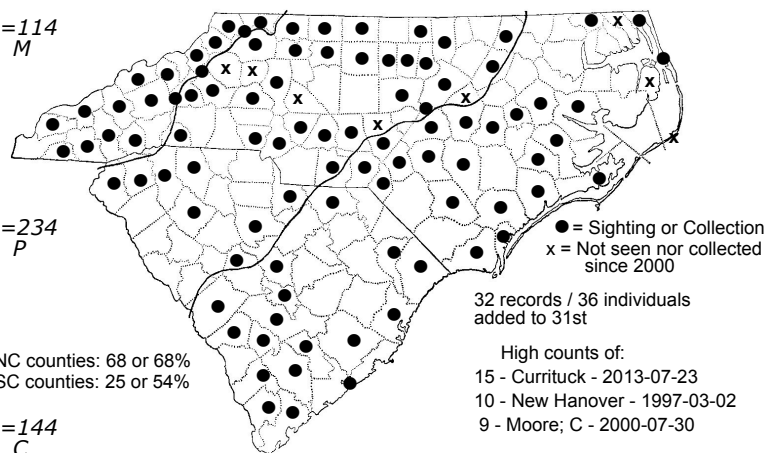 =114
M
=234
P
● = Sighting or Collection
x = Not seen nor collected
since 2000
32 records / 36 individuals
added to 31st
NC counties: 68 or 68%
SC counties: 25 or 54%
High counts of:
15 - Currituck - 2013-07-23
10 - New Hanover - 1997-03-02
9 - Moore; C - 2000-07-30
=144
C